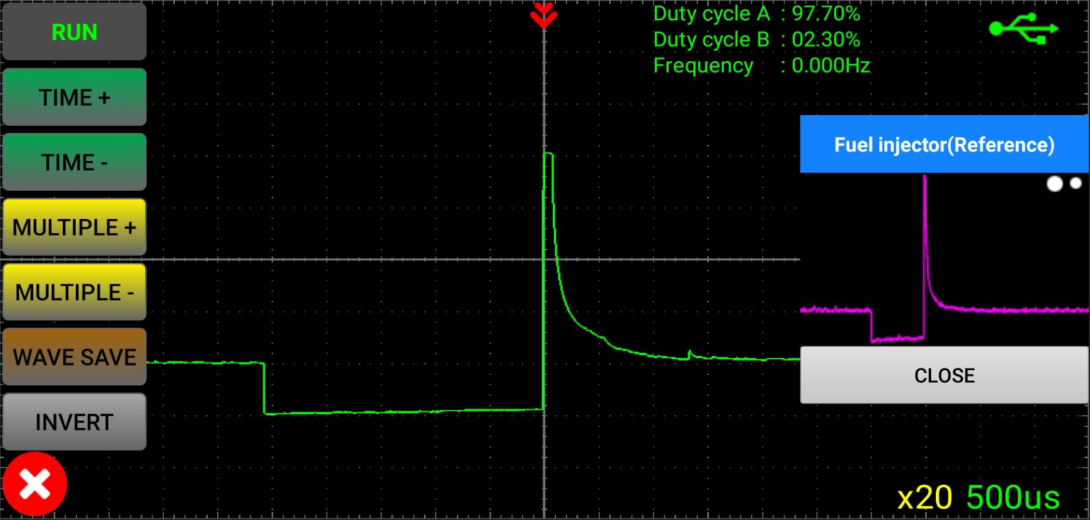 RUN
TIME +
TIME -
MULTIPLE +
MULTIPLE -
WAVE SAVE
INVERT
Duty cycle A : 97.70%
Duty cycle B : 02.30%
Frequency : 0.000Hz
Fuel injector(Reference)
CLOSE
x20 500us